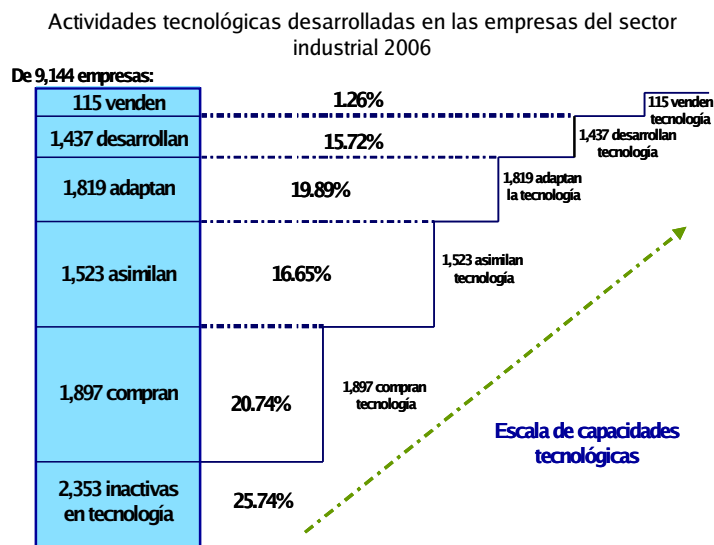 Actividades tecnológicas desarrolladas en las empresas del sector
industrial 2006
De 9,144 empresas:
115 venden
1.26%
115 venden
tecnología
1,437 desarrollan
15.72%
1,437 desarrollan
tecnología
1,819 adaptan
19.89%
1,819 adaptan
la tecnología
1,523 asimilan
16.65%
1,523 asimilan
tecnología
1,897 compran
20.74%
1,897 compran
tecnología
Escala de capacidades
tecnológicas
2,353 inactivas
en tecnología
25.74%